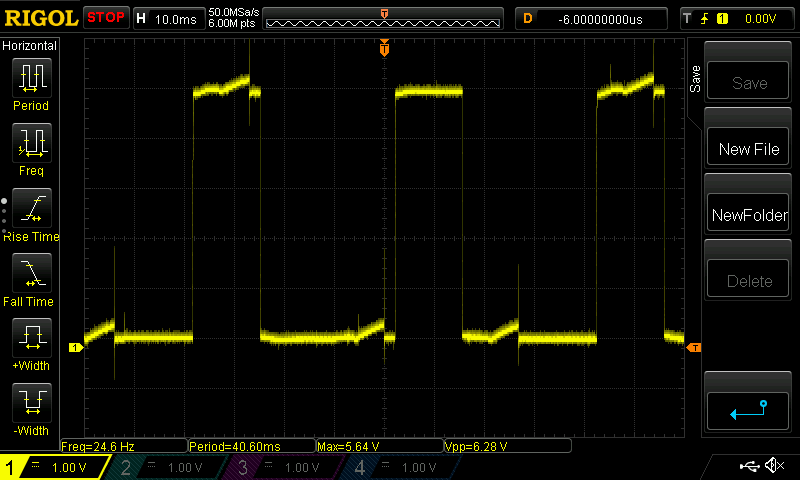 RIGOL STOP H 10.0ms 50.0MSa/s 6.00M pts D -6.00000000us T 1 0.00V
Horizontal
Period
Freq
Rise Time
Fall Time
+Width
-Width
T
1
T
Save
Save
New File
NewFolder
Delete
Freq=24.6 Hz Period=40.60ms Max=5.64 V Vpp=6.28 V
1 1.00 V 2 1.00 V 3 1.00 V 4 1.00 V